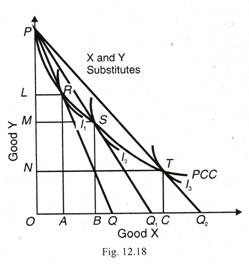 P
X and Y
Substitutes
L
R
I₁
M
S
I₂
N
T
PCC
I₃
Good Y
O
A
B
Q
Q₁
C
Q₂
Good X
Fig. 12.18